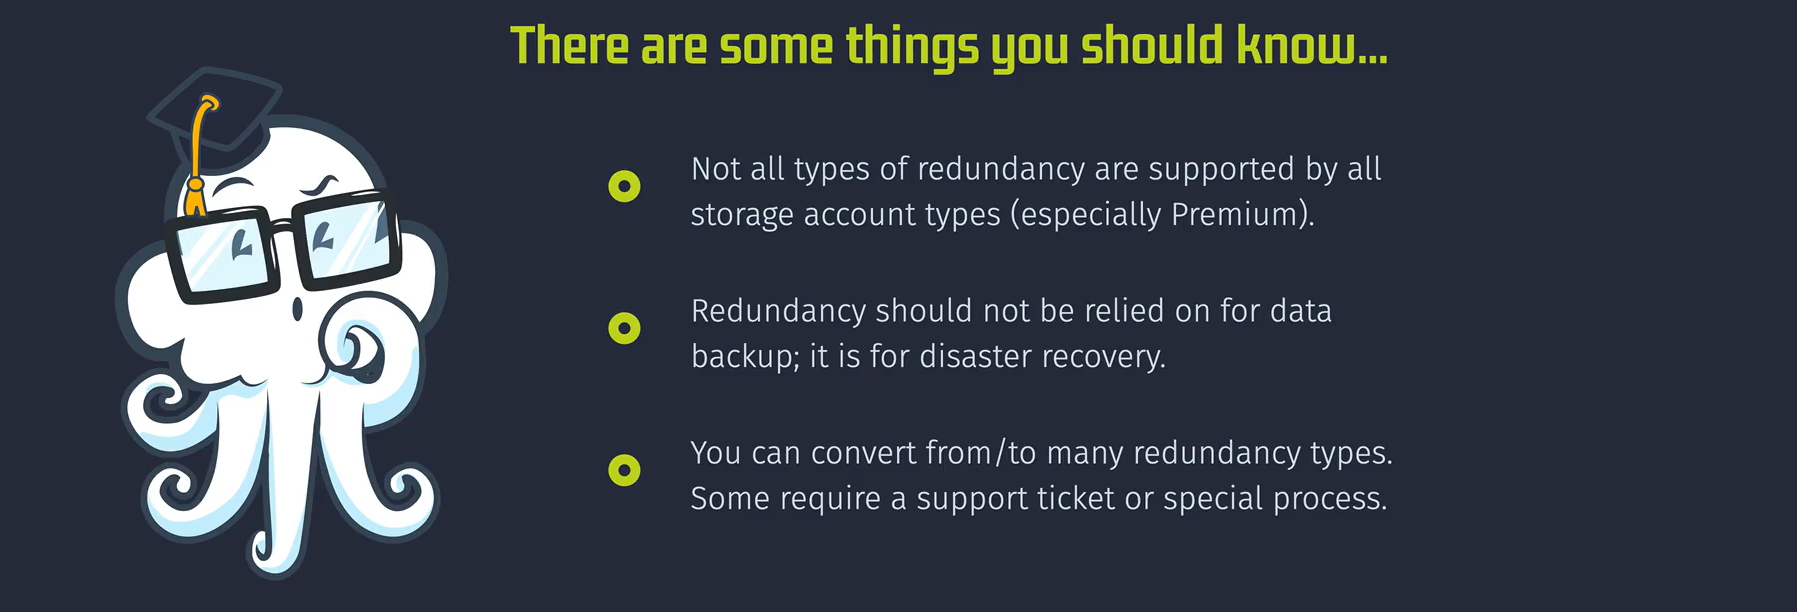 There are some things you should know...
Not all types of redundancy are supported by all
storage account types (especially Premium).
Redundancy should not be relied on for data
backup; it is for disaster recovery.
You can convert from/to many redundancy types.
Some require a support ticket or special process.